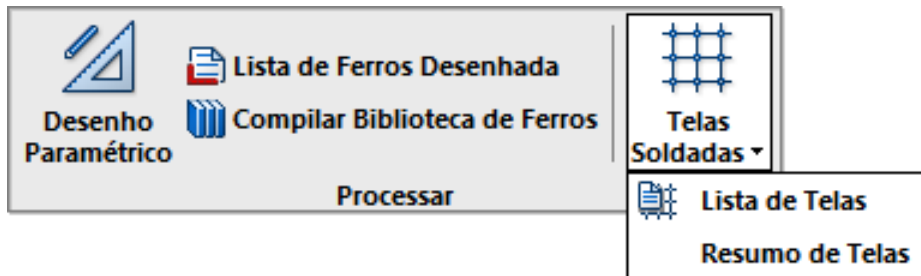 Desenho
Paramétrico
Lista de Ferros Desenhada
Compilar Biblioteca de Ferros
Telas
Soldadas
Processar
Lista de Telas
Resumo de Telas